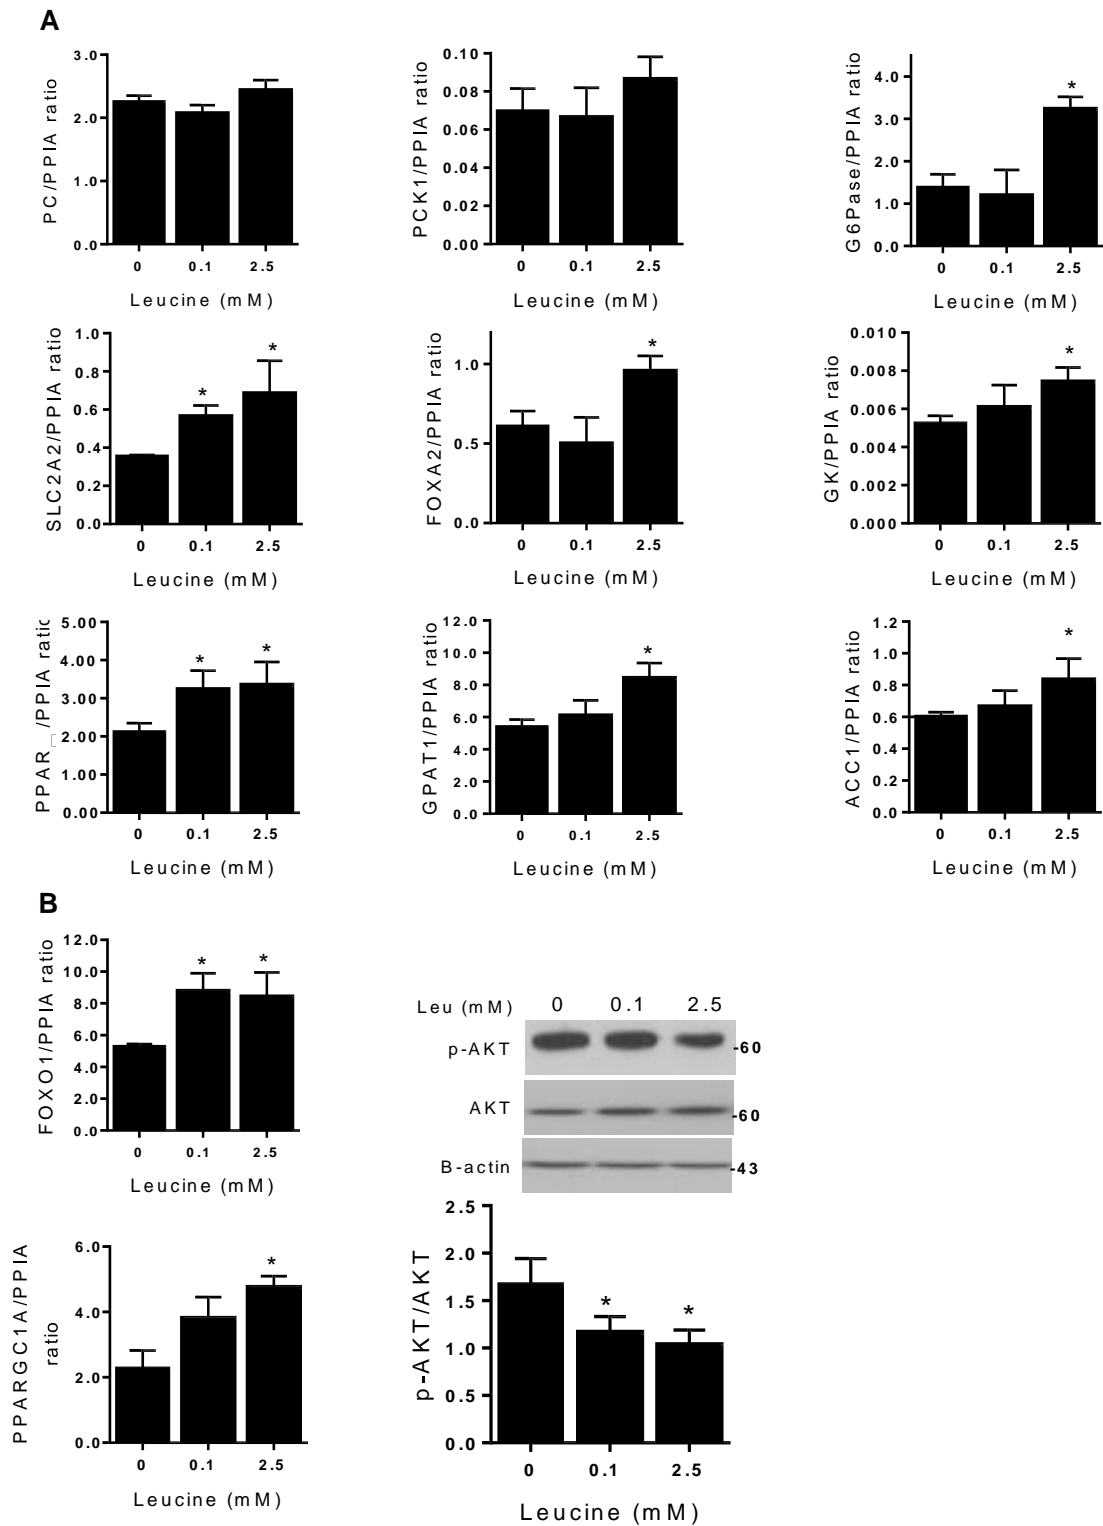 A
PC/PPIA ratio
3.0
2.0
1.0
0.0
0 0.1 2.5
Leucine (mM)
PCK1/PPIA ratio
0.10
0.08
0.06
0.04
0.02
0.00
0 0.1 2.5
Leucine (mM)
G6Pase/PPIA ratio
4.0
3.0
2.0
1.0
0.0
*
0 0.1 2.5
Leucine (mM)
SLC2A2/PPIA ratio
1.0
0.8
0.6
0.4
0.2
0.0
* *
0 0.1 2.5
Leucine (mM)
FOXA2/PPIA ratio
1.0
0.5
0.0
*
0 0.1 2.5
Leucine (mM)
GK/PPIA ratio
0.010
0.008
0.006
0.004
0.002
0.000
*
0 0.1 2.5
Leucine (mM)
PPAR /PPIA ratio
5.00
4.00
3.00
2.00
1.00
0.00
* *
0 0.1 2.5
Leucine (mM)
GPAT1/PPIA ratio
12.0
10.0
8.0
6.0
4.0
2.0
0.0
*
0 0.1 2.5
Leucine (mM)
ACC1/PPIA ratio
1.2
1.0
0.8
0.6
0.4
0.2
0.0
*
0 0.1 2.5
Leucine (mM)
B
FOXO1/PPIA ratio
12.0
10.0
8.0
6.0
4.0
2.0
0.0
* *
0 0.1 2.5
Leucine (mM)
Leu (mM) 0 0.1 2.5
p-AKT -60
AKT -60
B-actin -43
PPARGC1A/PPIA
ratio
6.0
4.0
2.0
0.0
*
0 0.1 2.5
Leucine (mM)
p-AKT/AKT
2.5
2.0
1.5
1.0
0.5
0.0
* *
0 0.1 2.5
Leucine (mM)